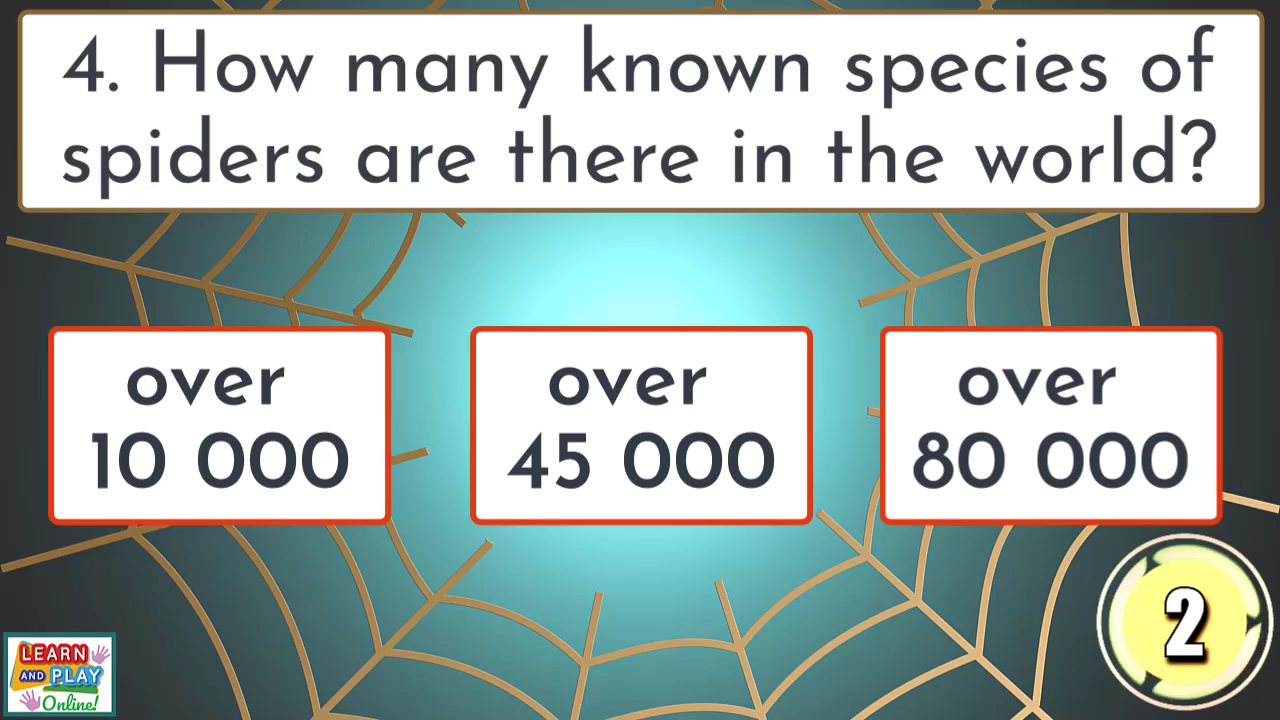 4. How many known species of
spiders are there in the world?
over
10 000
over
45 000
over
80 000
2
LEARN
AND PLAY
Online!